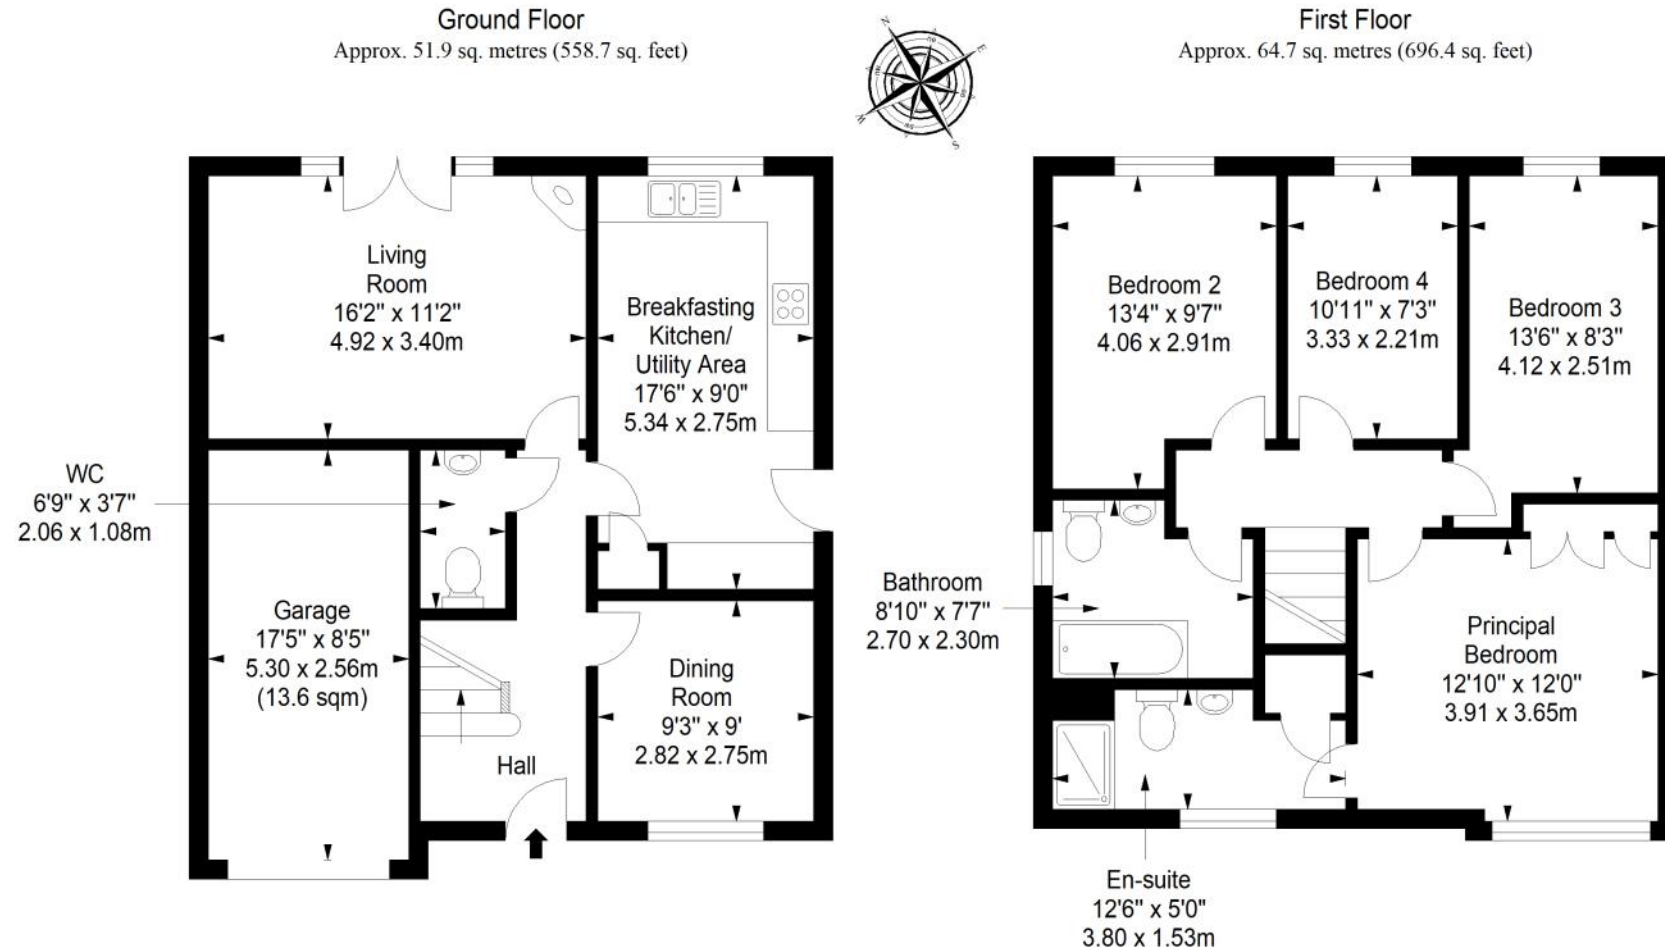 Ground Floor
Approx. 51.9 sq. metres (558.7 sq. feet)
N
E
S
W
First Floor
Approx. 64.7 sq. metres (696.4 sq. feet)
Living
Room
16'2" x 11'2"
4.92 x 3.40m
Breakfasting
Kitchen/
Utility Area
17'6" x 9'0"
5.34 x 2.75m
WC
6'9" x 3'7"
2.06 x 1.08m
Garage
17'5" x 8'5"
5.30 x 2.56m
(13.6 sqm)
Dining
Room
9'3" x 9'
2.82 x 2.75m
Hall
Bedroom 2
13'4" x 9'7"
4.06 x 2.91m
Bedroom 4
10'11" x 7'3"
3.33 x 2.21m
Bedroom 3
13'6" x 8'3"
4.12 x 2.51m
Bathroom
8'10" x 7'7"
2.70 x 2.30m
Principal
Bedroom
12'10" x 12'0"
3.91 x 3.65m
En-suite
12'6" x 5'0"
3.80 x 1.53m